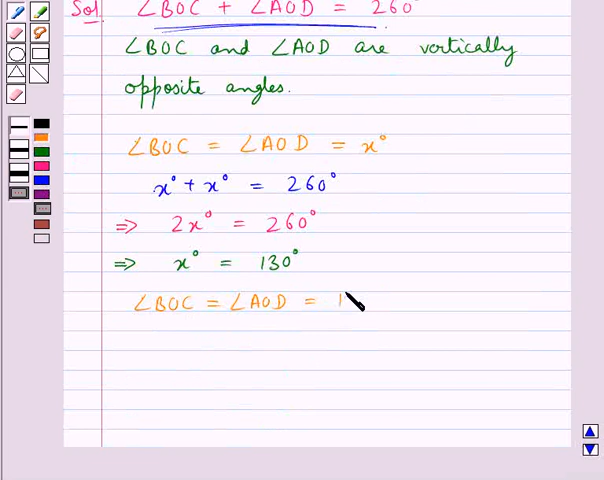 Sol ∠BOC + ∠AOD = 260°
∠BOC and ∠AOD are vertically
opposite angles.
∠BOC = ∠AOD = x°
x° + x° = 260°
⇒ 2x° = 260°
⇒ x° = 130°
∠BOC = ∠AOD = 1